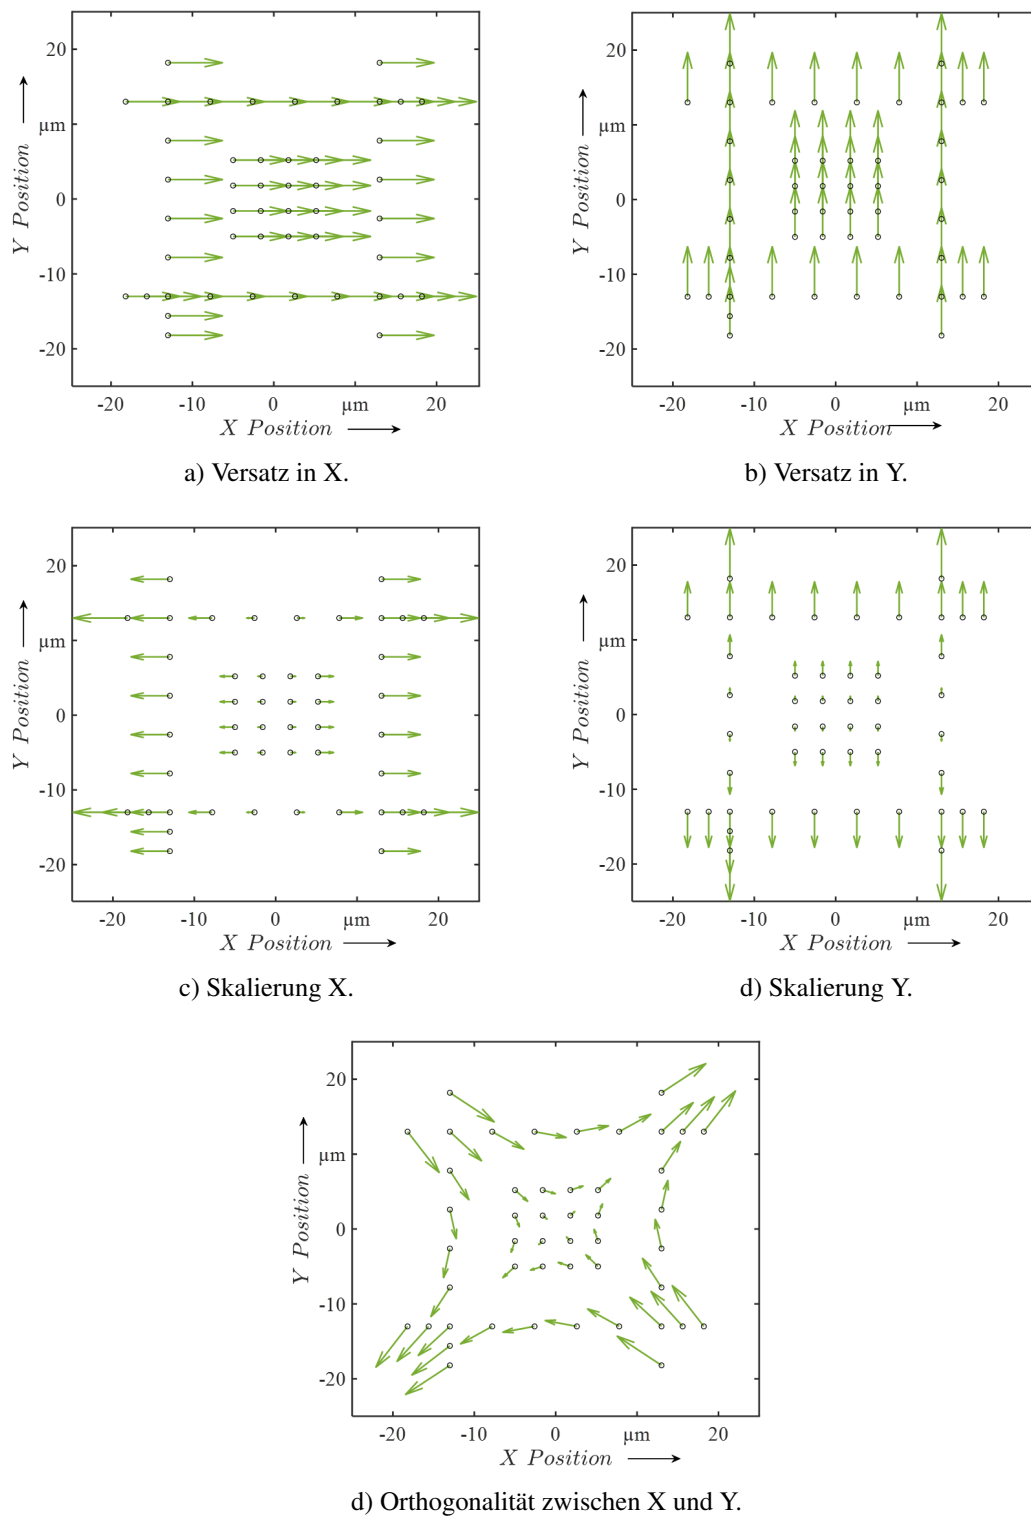 20
µm
0
-10
-20
Y Position
-20 -10 0 µm 20
X Position
a) Versatz in X.
20
µm
0
-10
-20
Y Position
-20 -10 0 µm 20
X Position
b) Versatz in Y.
20
µm
0
-10
-20
Y Position
-20 -10 0 µm 20
X Position
c) Skalierung X.
20
µm
0
-10
-20
Y Position
-20 -10 0 µm 20
X Position
d) Skalierung Y.
20
µm
0
-10
-20
Y Position
-20 -10 0 µm 20
X Position
d) Orthogonalität zwischen X und Y.